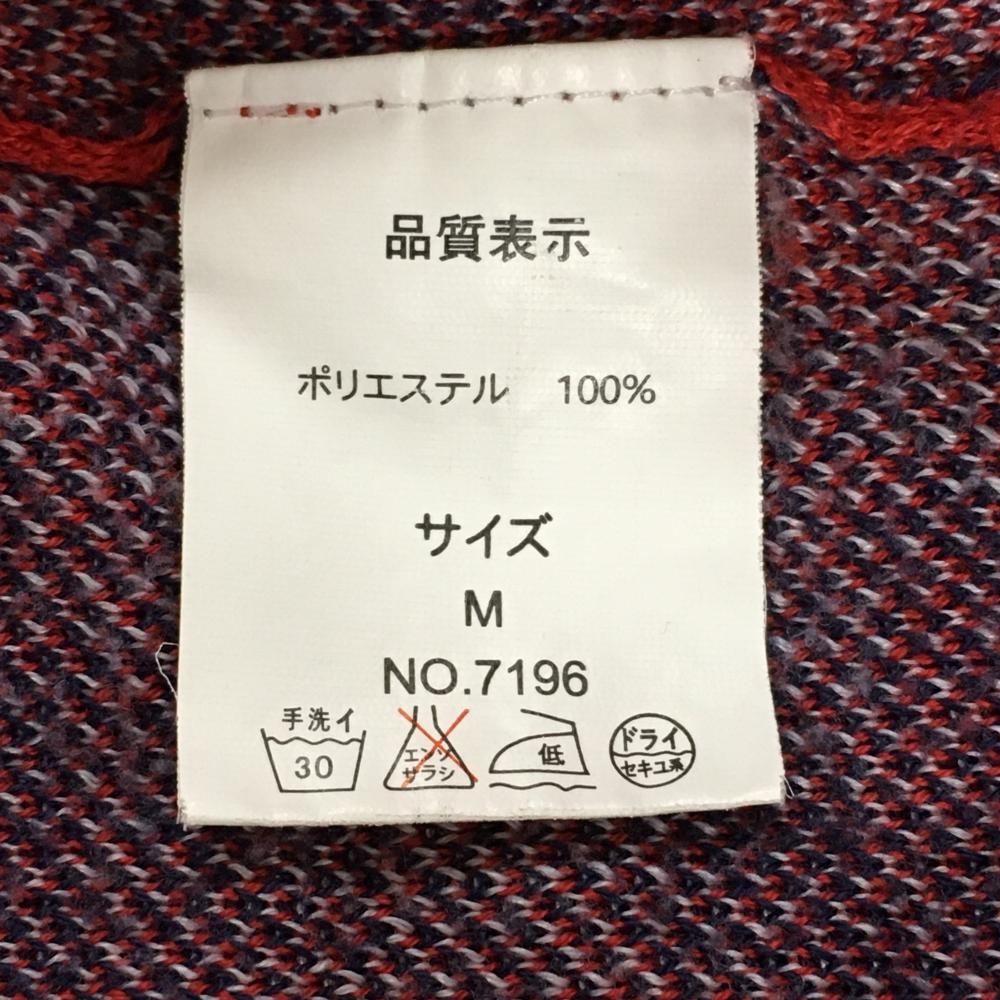 品質表示
ポリエステル 100%
サイズ
M
NO.7196
手洗イ
30
エンソ
サラシ
低
ドライ
セキユ系